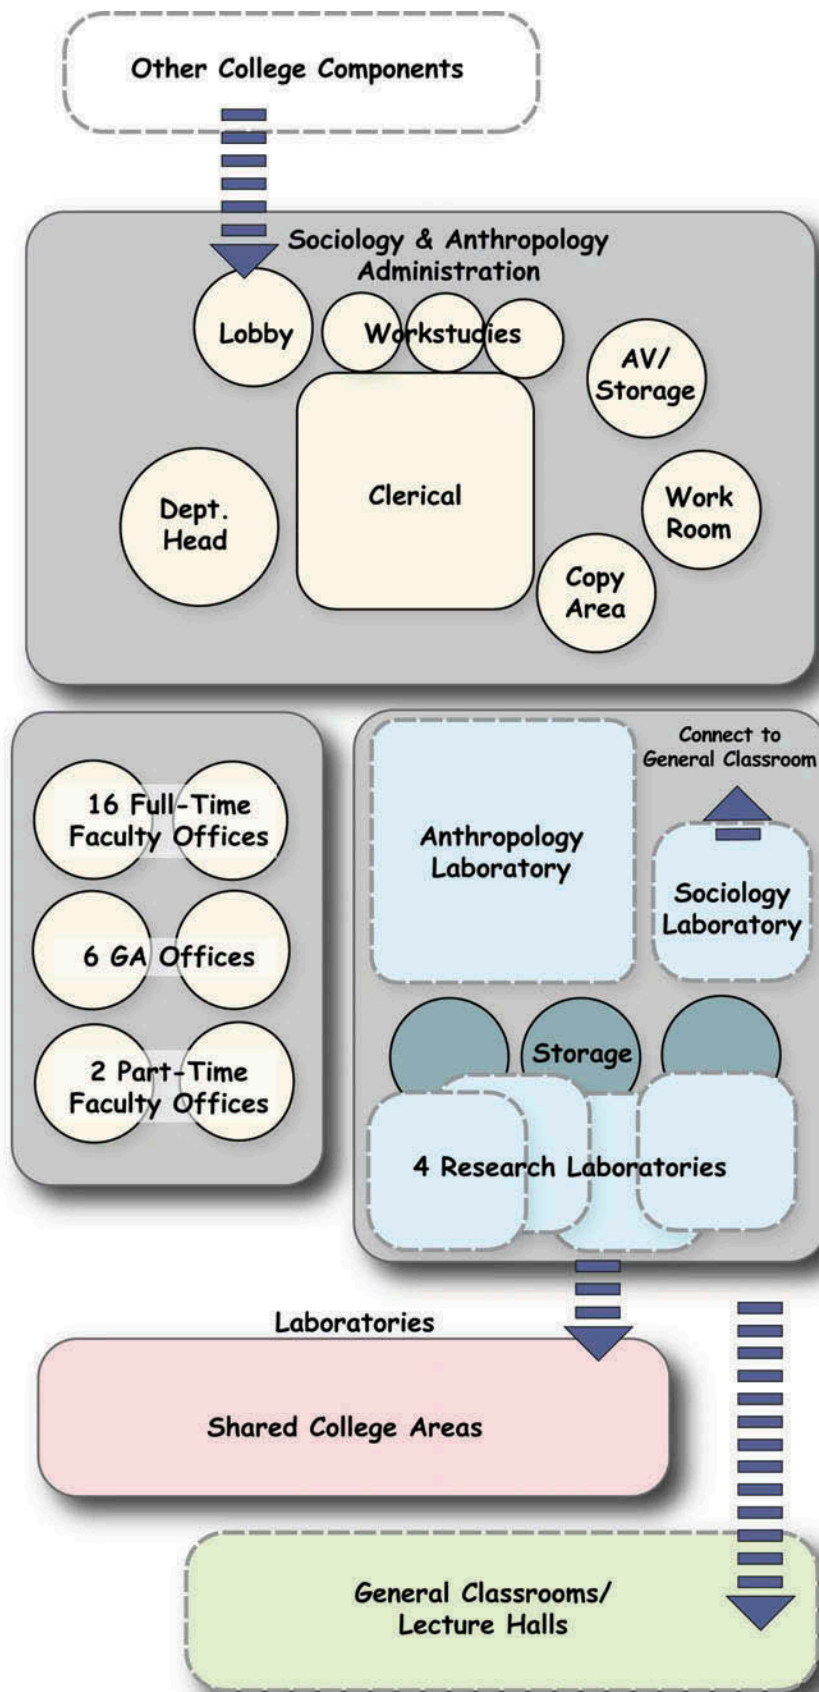 Other College Components
Sociology & Anthropology
Administration
Lobby
Workstudies
AV/
Storage
Clerical
Dept.
Head
Work
Room
Copy
Area
16 Full-Time
Faculty Offices
6 GA Offices
2 Part-Time
Faculty Offices
Connect to
General Classroom
Anthropology
Laboratory
Sociology
Laboratory
Storage
4 Research Laboratories
Laboratories
Shared College Areas
General Classrooms/
Lecture Halls